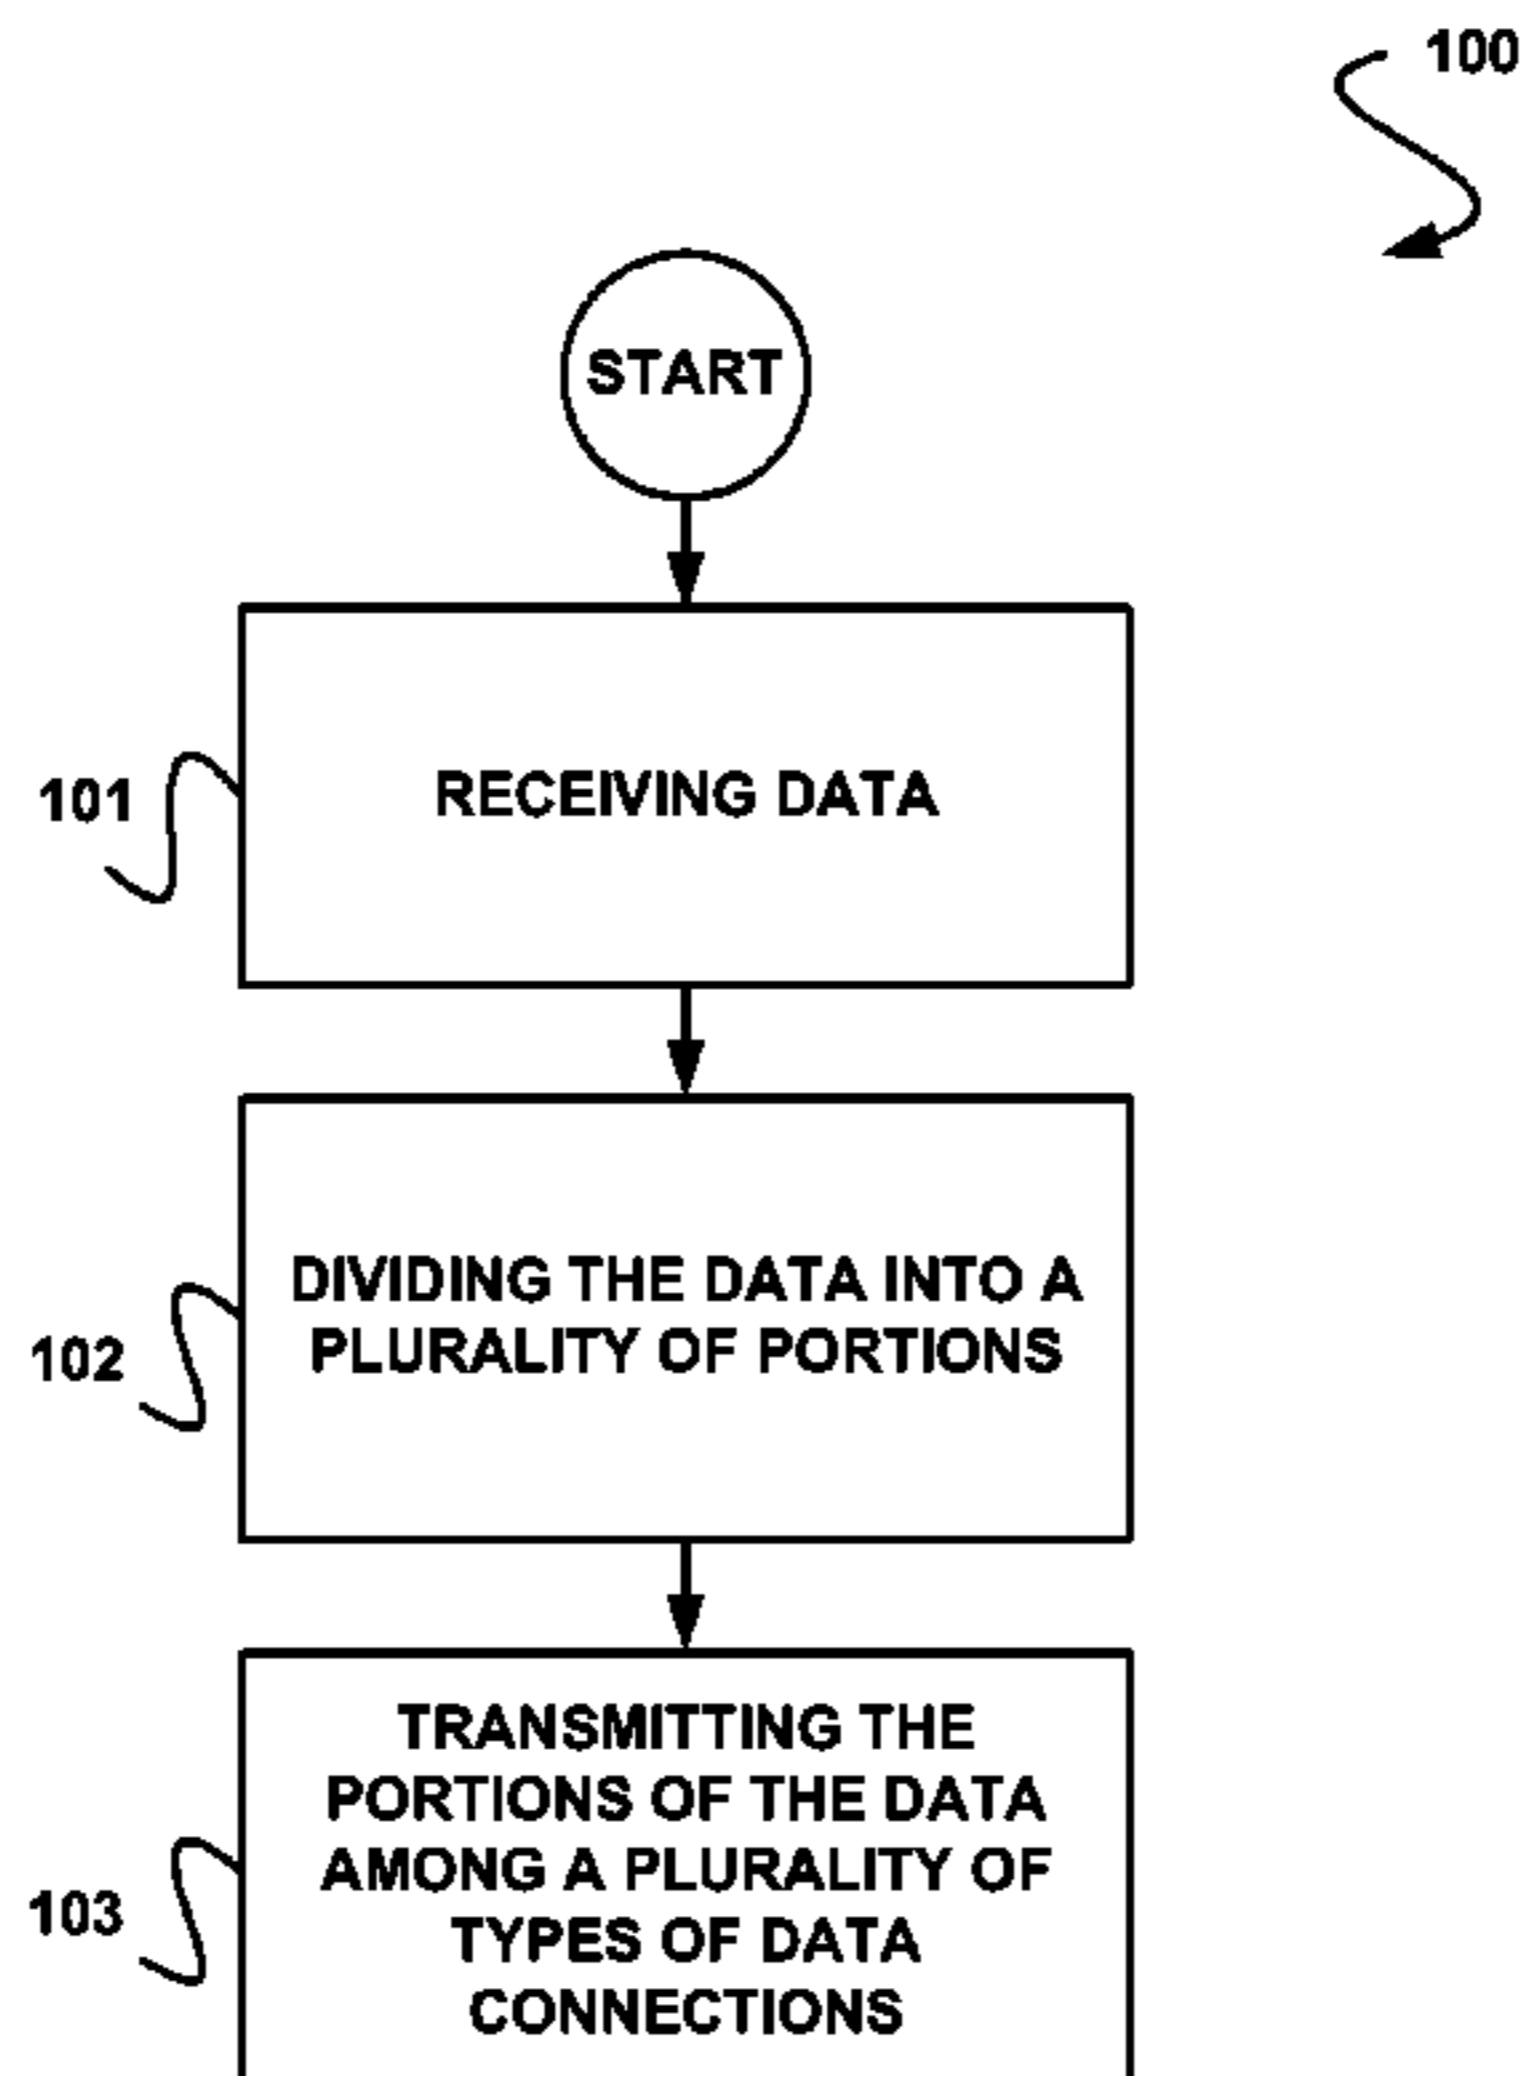 100
START
101
RECEIVING DATA
DIVIDING THE DATA INTO A
PLURALITY OF PORTIONS
102
TRANSMITTING THE
PORTIONS OF THE DATA
AMONG A PLURALITY OF
TYPES OF DATA
CONNECTIONS
103